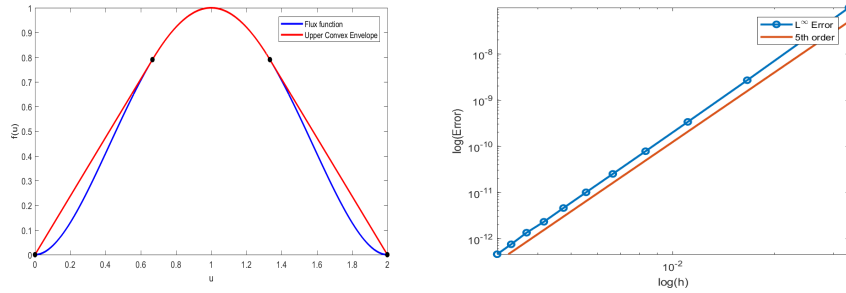 Flux function
Upper Convex Envelope
f(u)
1
0.9
0.8
0.7
0.6
0.5
0.4
0.3
0.2
0.1
0
0 0.2 0.4 0.6 0.8 1 1.2 1.4 1.6 1.8 2
u
L∞ Error
5th order
log(Error)
10-8
10-9
10-10
10-11
10-12
10-2
log(h)